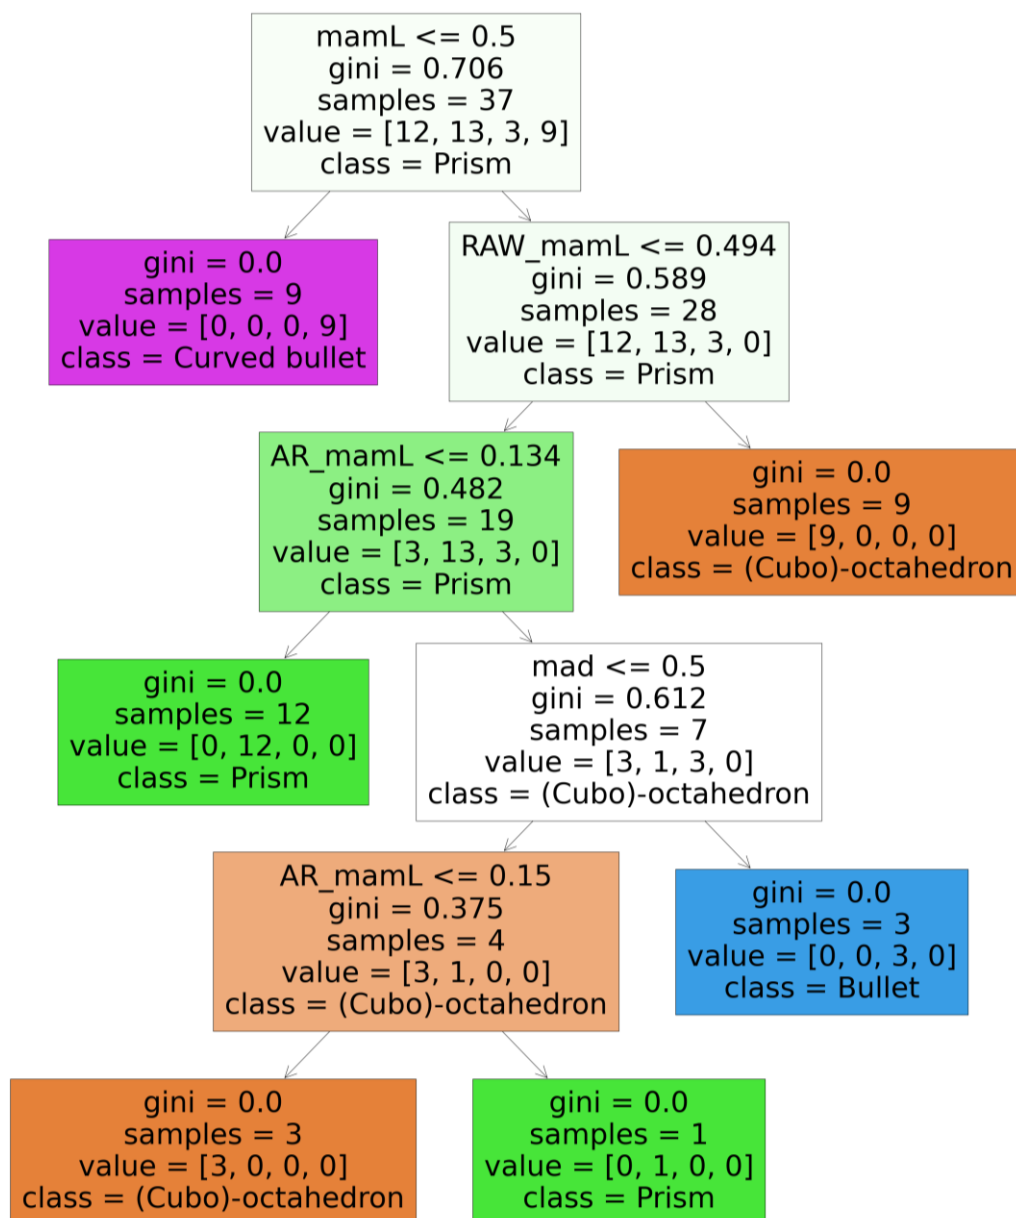 mamL <= 0.5
gini = 0.706
samples = 37
value = [12, 13, 3, 9]
class = Prism
gini = 0.0
samples = 9
value = [0, 0, 0, 9]
class = Curved bullet
RAW_mamL <= 0.494
gini = 0.589
samples = 28
value = [12, 13, 3, 0]
class = Prism
AR_mamL <= 0.134
gini = 0.482
samples = 19
value = [3, 13, 3, 0]
class = Prism
gini = 0.0
samples = 9
value = [9, 0, 0, 0]
class = (Cubo)-octahedron
gini = 0.0
samples = 12
value = [0, 12, 0, 0]
class = Prism
mad <= 0.5
gini = 0.612
samples = 7
value = [3, 1, 3, 0]
class = (Cubo)-octahedron
AR_mamL <= 0.15
gini = 0.375
samples = 4
value = [3, 1, 0, 0]
class = (Cubo)-octahedron
gini = 0.0
samples = 3
value = [0, 0, 3, 0]
class = Bullet
gini = 0.0
samples = 3
value = [3, 0, 0, 0]
class = (Cubo)-octahedron
gini = 0.0
samples = 1
value = [0, 1, 0, 0]
class = Prism